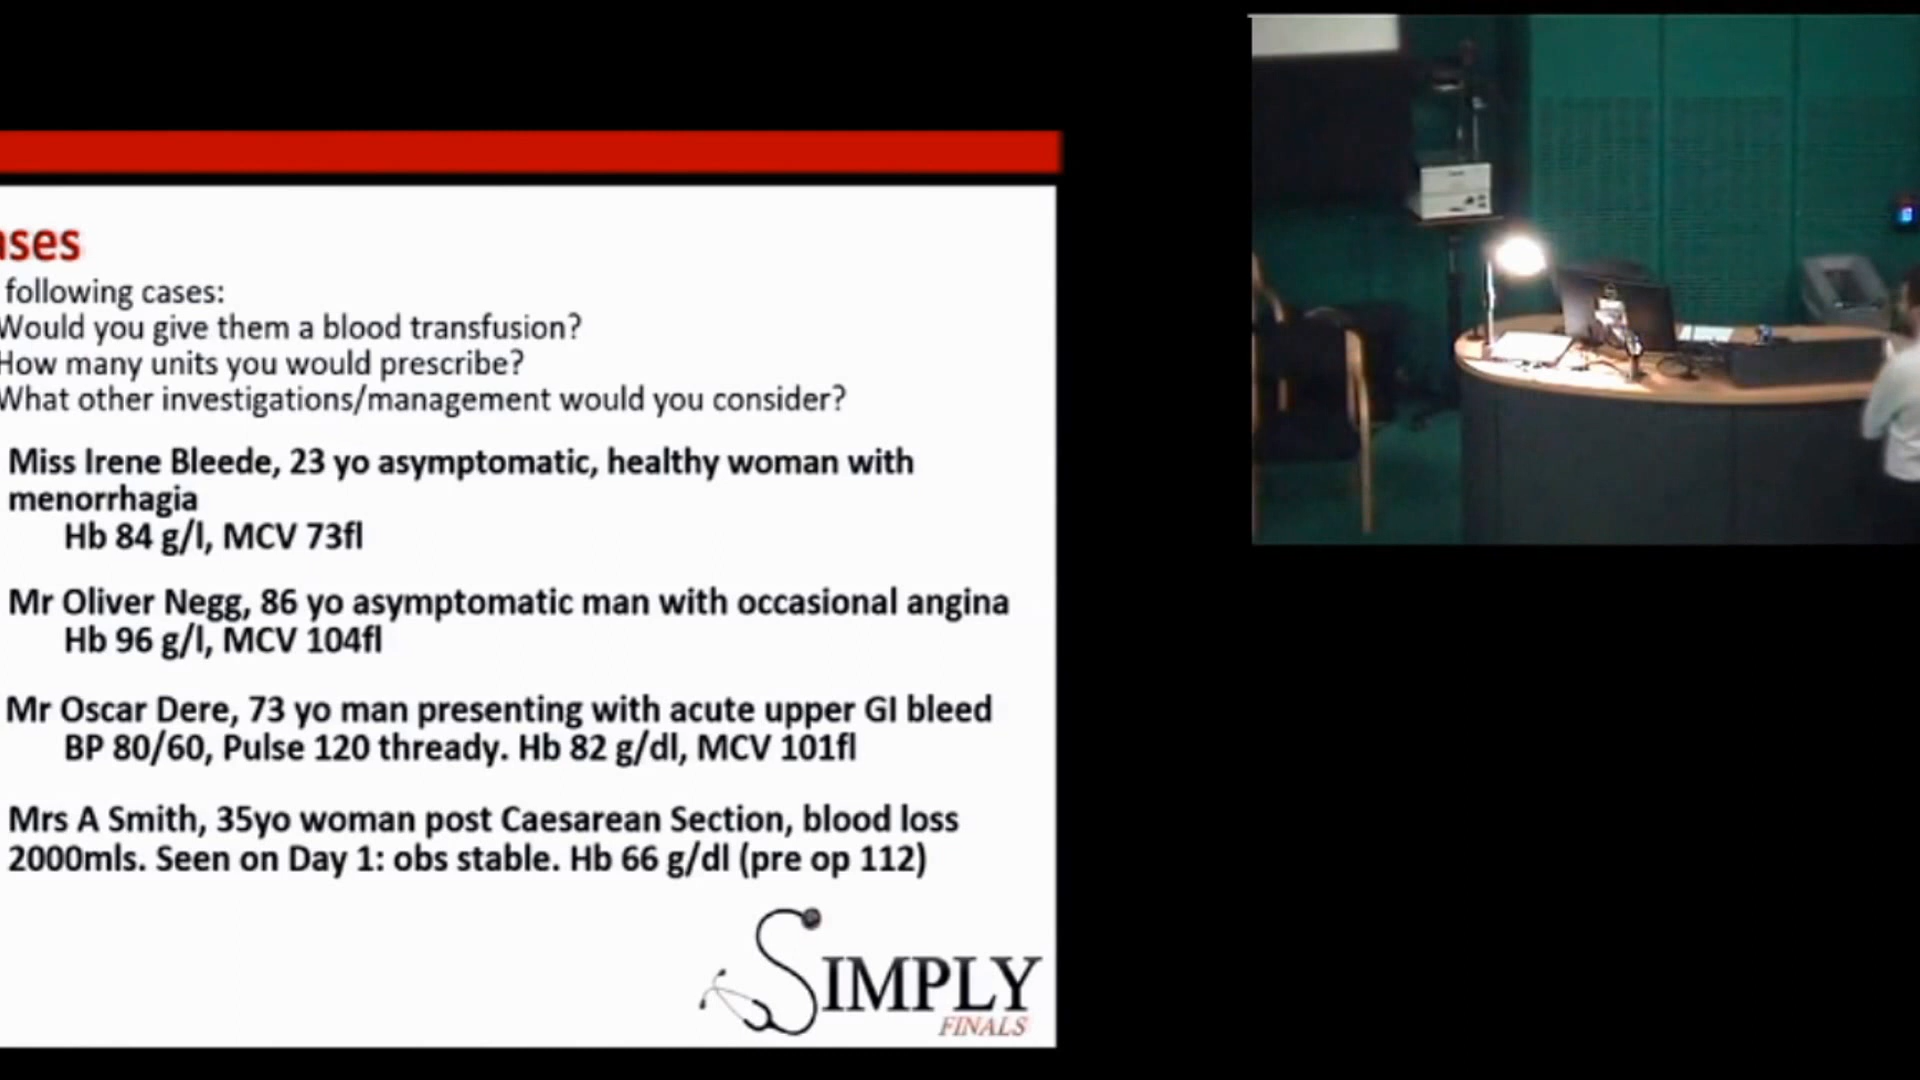 ases
following cases:
Would you give them a blood transfusion?
How many units you would prescribe?
What other investigations/management would you consider?
Miss Irene Bleede, 23 yo asymptomatic, healthy woman with
menorrhagia
Hb 84 g/l, MCV 73fl
Mr Oliver Negg, 86 yo asymptomatic man with occasional angina
Hb 96 g/l, MCV 104fl
Mr Oscar Dere, 73 yo man presenting with acute upper GI bleed
BP 80/60, Pulse 120 thready. Hb 82 g/dl, MCV 101fl
Mrs A Smith, 35yo woman post Caesarean Section, blood loss
2000mls. Seen on Day 1: obs stable. Hb 66 g/dl (pre op 112)
SIMPLY
FINALS